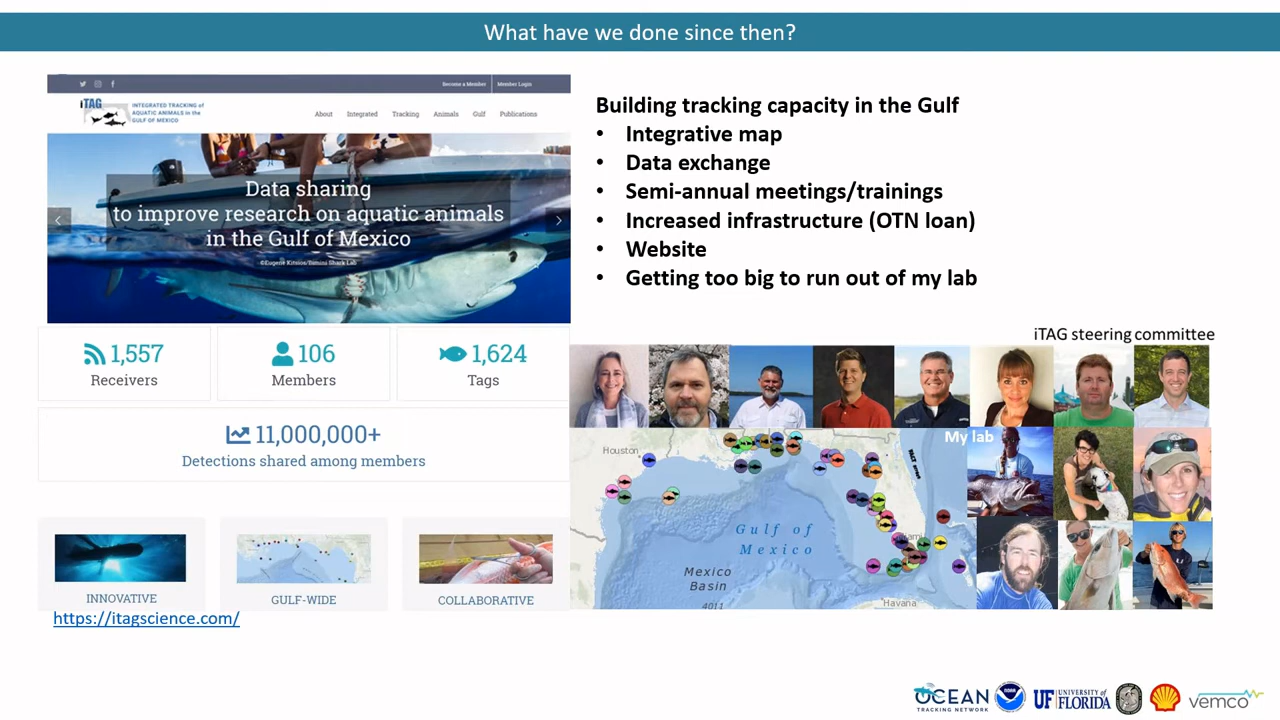 What have we done since then?
Become a Member
Member Login
iTAG
INTEGRATED TRACKING of
AQUATIC ANIMALS in the
GULF OF MEXICO
About Integrated Tracking Animals Gulf Publications
Data sharing
to improve research on aquatic animals
in the Gulf of Mexico
1,557
Receivers
106
Members
1,624
Tags
11,000,000+
Detections shared among members
INNOVATIVE
GULF-WIDE
COLLABORATIVE
https://itagscience.com/
Building tracking capacity in the Gulf
• Integrative map
• Data exchange
• Semi-annual meetings/trainings
• Increased infrastructure (OTN loan)
• Website
• Getting too big to run out of my lab
iTAG steering committee
My lab
Houston
Gulf of
Mexico
Mexico
Basin
4011
Havana
OCEAN
TRACKING NETWORK
NOAA
UF UNIVERSITY of
FLORIDA
vemco